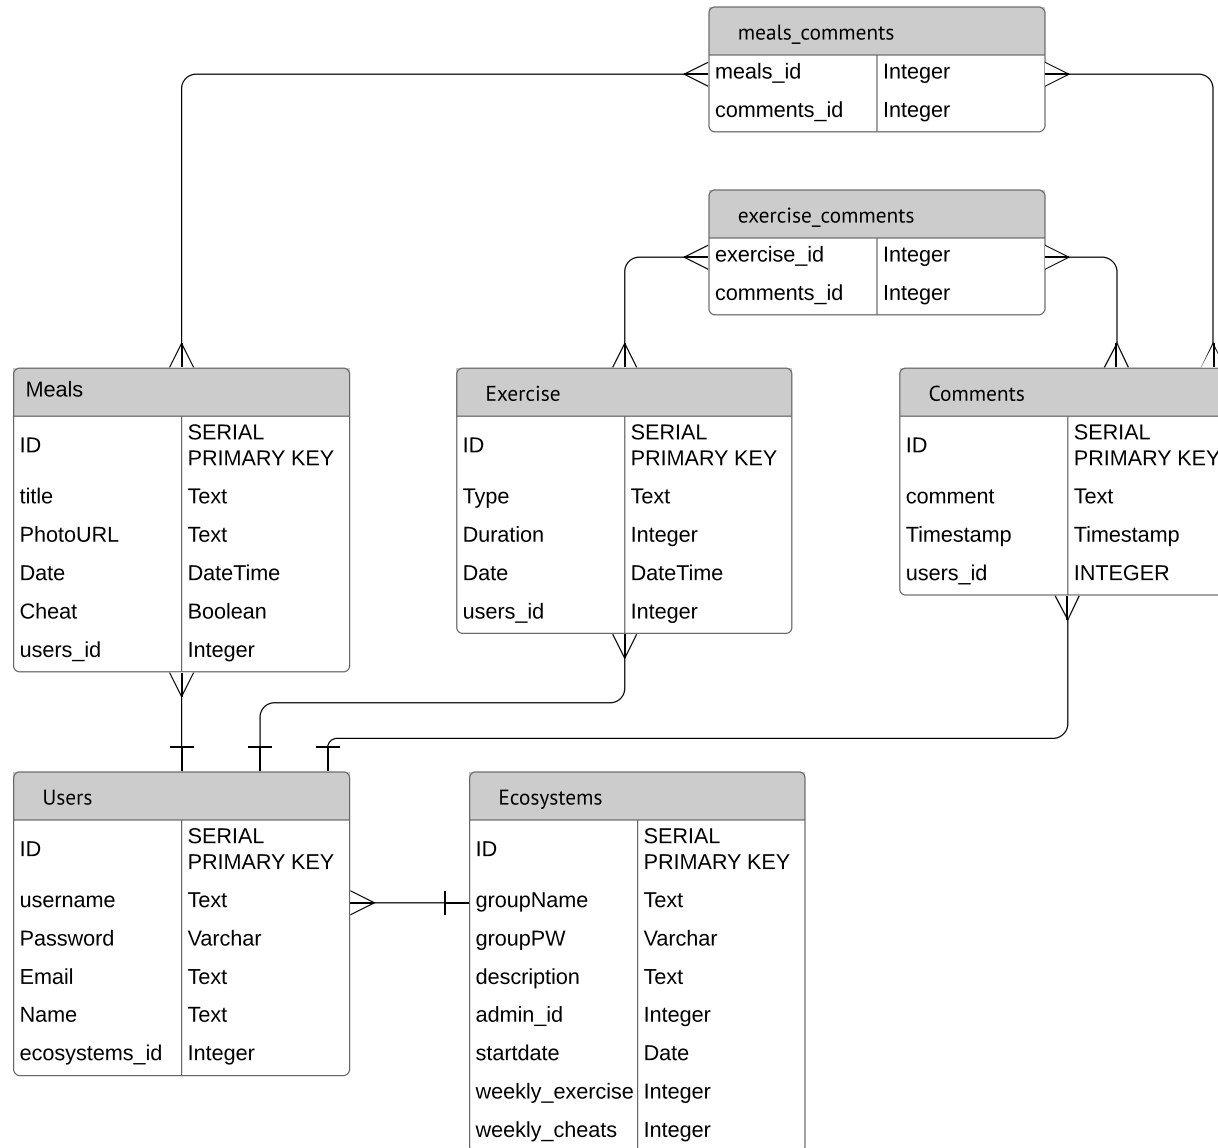 meals_comments
meals_id Integer
comments_id Integer
exercise_comments
exercise_id Integer
comments_id Integer
Meals
ID SERIAL
PRIMARY KEY
title Text
PhotoURL Text
Date DateTime
Cheat Boolean
users_id Integer
Exercise
ID SERIAL
PRIMARY KEY
Type Text
Duration Integer
Date DateTime
users_id Integer
Comments
ID SERIAL
PRIMARY KEY
comment Text
Timestamp Timestamp
users_id INTEGER
Users
ID SERIAL
PRIMARY KEY
username Text
Password Varchar
Email Text
Name Text
ecosystems_id Integer
Ecosystems
ID SERIAL
PRIMARY KEY
groupName Text
groupPW Varchar
description Text
admin_id Integer
startdate Date
weekly_exercise Integer
weekly_cheats Integer